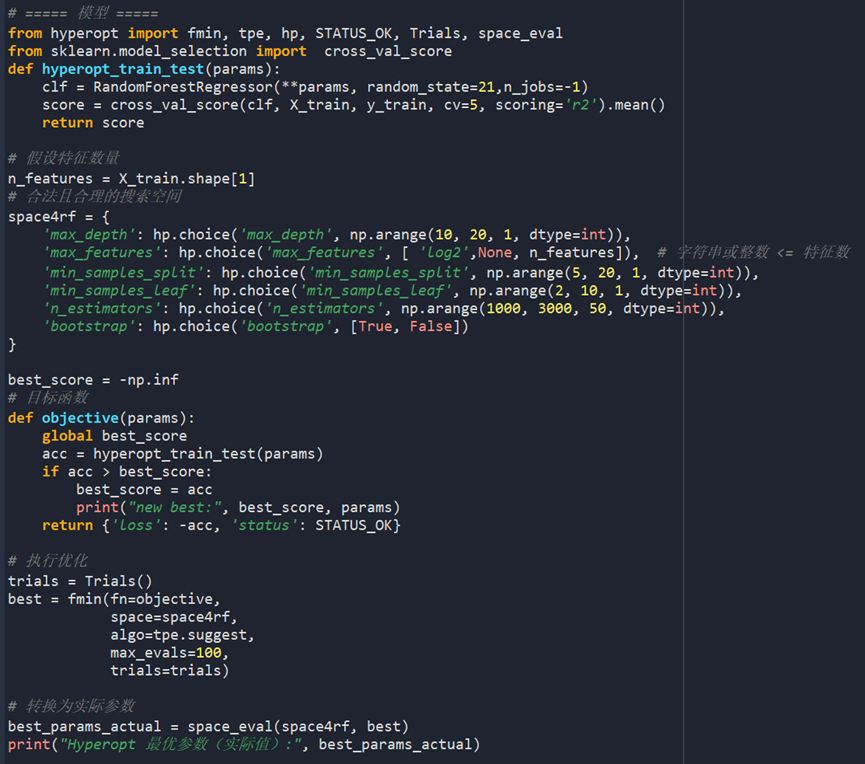 # ===== 模型 =====
from hyperopt import fmin, tpe, hp, STATUS_OK, Trials, space_eval
from sklearn.model_selection import  cross_val_score
def hyperopt_train_test(params):
    clf = RandomForestRegressor(**params, random_state=21,n_jobs=-1)
    score = cross_val_score(clf, X_train, y_train, cv=5, scoring='r2').mean()
    return score

# 假设特征数量
n_features = X_train.shape[1]
# 合法且合理的搜索空间
space4rf = {
    'max_depth': hp.choice('max_depth', np.arange(10, 20, 1, dtype=int)),
    'max_features': hp.choice('max_features', [ 'log2',None, n_features]),  # 字符串或整数 <= 特征数
    'min_samples_split': hp.choice('min_samples_split', np.arange(5, 20, 1, dtype=int)),
    'min_samples_leaf': hp.choice('min_samples_leaf', np.arange(2, 10, 1, dtype=int)),
    'n_estimators': hp.choice('n_estimators', np.arange(1000, 3000, 50, dtype=int)),
    'bootstrap': hp.choice('bootstrap', [True, False])
}

best_score = -np.inf
# 目标函数
def objective(params):
    global best_score
    acc = hyperopt_train_test(params)
    if acc > best_score:
        best_score = acc
        print("new best:", best_score, params)
    return {'loss': -acc, 'status': STATUS_OK}

# 执行优化
trials = Trials()
best = fmin(fn=objective,
            space=space4rf,
            algo=tpe.suggest,
            max_evals=100,
            trials=trials)

# 转换为实际参数
best_params_actual = space_eval(space4rf, best)
print("Hyperopt 最优参数（实际值）:", best_params_actual)